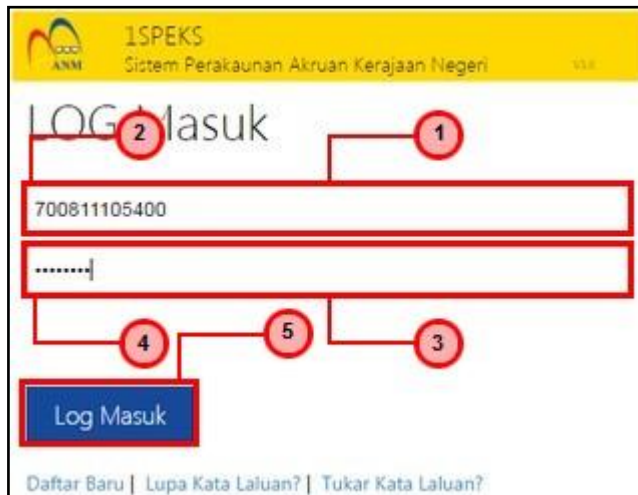 1SPEKS
ANM
Sistem Perakaunan Akruan Kerajaan Negeri
LOG Masuk
2
1
700811105400
4
5
3
Log Masuk
Daftar Baru | Lupa Kata Laluan? | Tukar Kata Laluan?